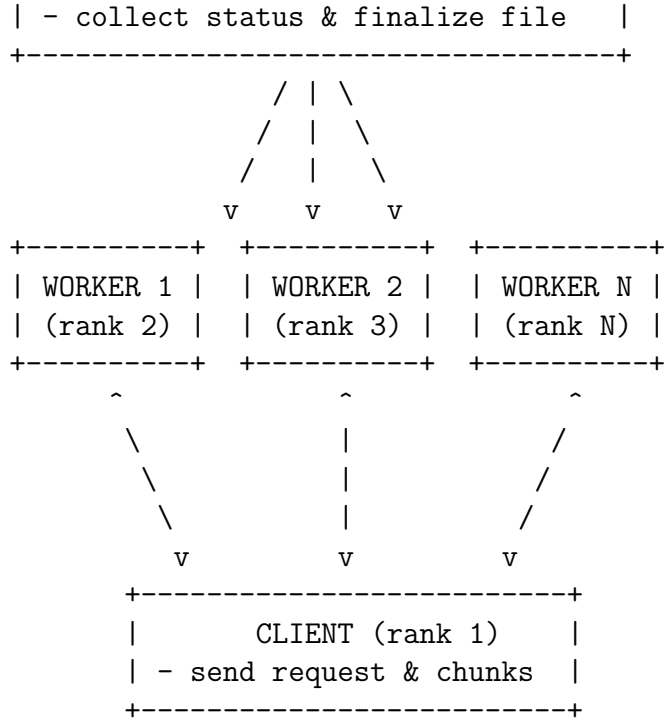 | - collect status & finalize file   |
+------------------------------------+
/ | \
/  |  \
/   |   \
/    |    \
v    v    v
+----------+  +----------+  +----------+
| WORKER 1 |  | WORKER 2 |  | WORKER N |
| (rank 2) |  | (rank 3) |  | (rank N) |
+----------+  +----------+  +----------+
^             ^             ^
\            |            /
\           |           /
\          |          /
v         v         v
+--------------------------+
|       CLIENT (rank 1)    |
| - send request & chunks  |
+--------------------------+